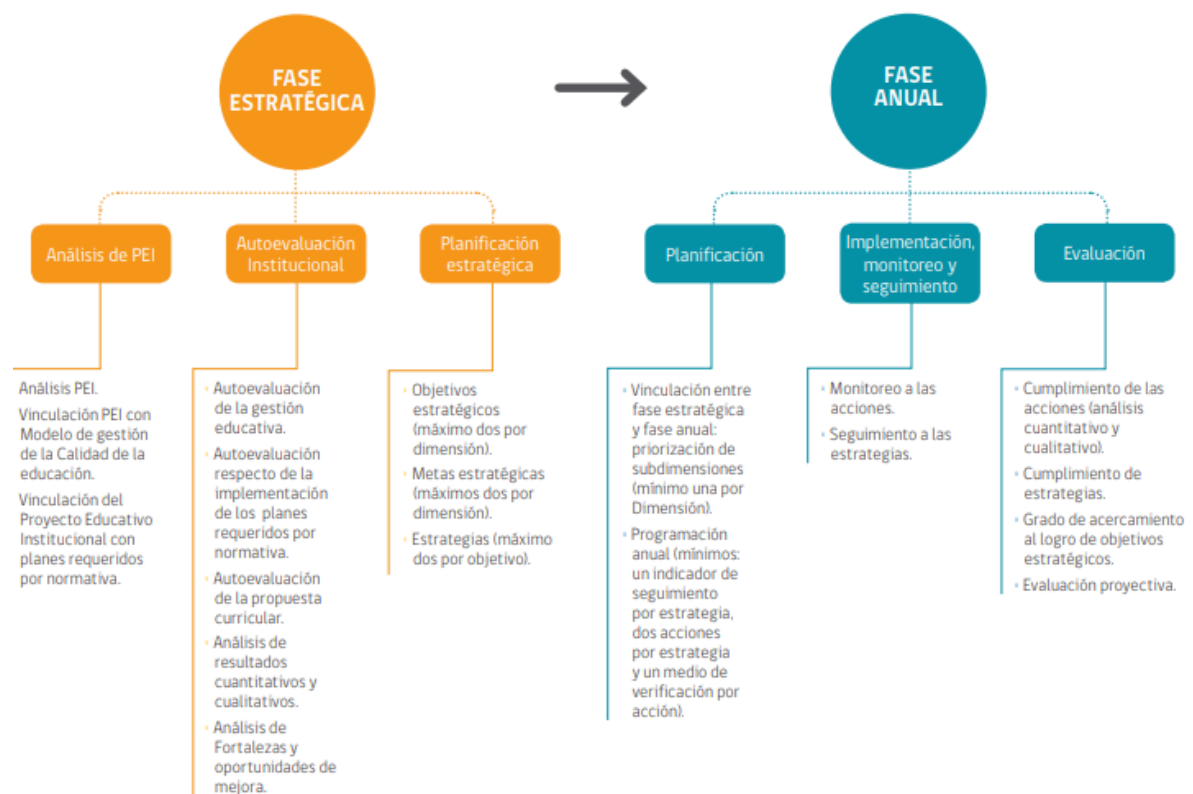 FASE
ESTRATÉGICA
FASE
ANUAL
Análisis de PEI
Autoevaluación
Institucional
Planificación
estratégica
Planificación
Implementación,
monitoreo y
seguimiento
Evaluación
Análisis PEI.
Vinculación PEI con
Modelo de gestión
de la Calidad de la
educación.
Vinculación del
Proyecto Educativo
Institucional con
planes requeridos
por normativa.
Autoevaluación
de la gestión
educativa.
Autoevaluación
respecto de la
implementación
de los planes
requeridos por
normativa.
Autoevaluación
de la propuesta
curricular.
Análisis de
resultados
cuantitativos y
cualitativos.
Análisis de
Fortalezas y
oportunidades de
mejora.
Objetivos
estratégicos
(máximo dos por
dimensión).
Metas estratégicas
(máximos dos por
dimensión).
Estrategias (máximo
dos por objetivo).
Vinculación entre
fase estratégica
y fase anual:
priorización de
subdimensiones
(mínimo una por
Dimensión).
Programación
anual (mínimos:
un indicador de
seguimiento
por estrategia,
dos acciones
por estrategia
y un medio de
verificación por
acción).
Monitoreo a las
acciones.
Seguimiento a las
estrategias.
Cumplimiento de las
acciones (análisis
cuantitativo y
cualitativo).
Cumplimiento de
estrategias.
Grado de acercamiento
al logro de objetivos
estratégicos.
Evaluación proyectiva.